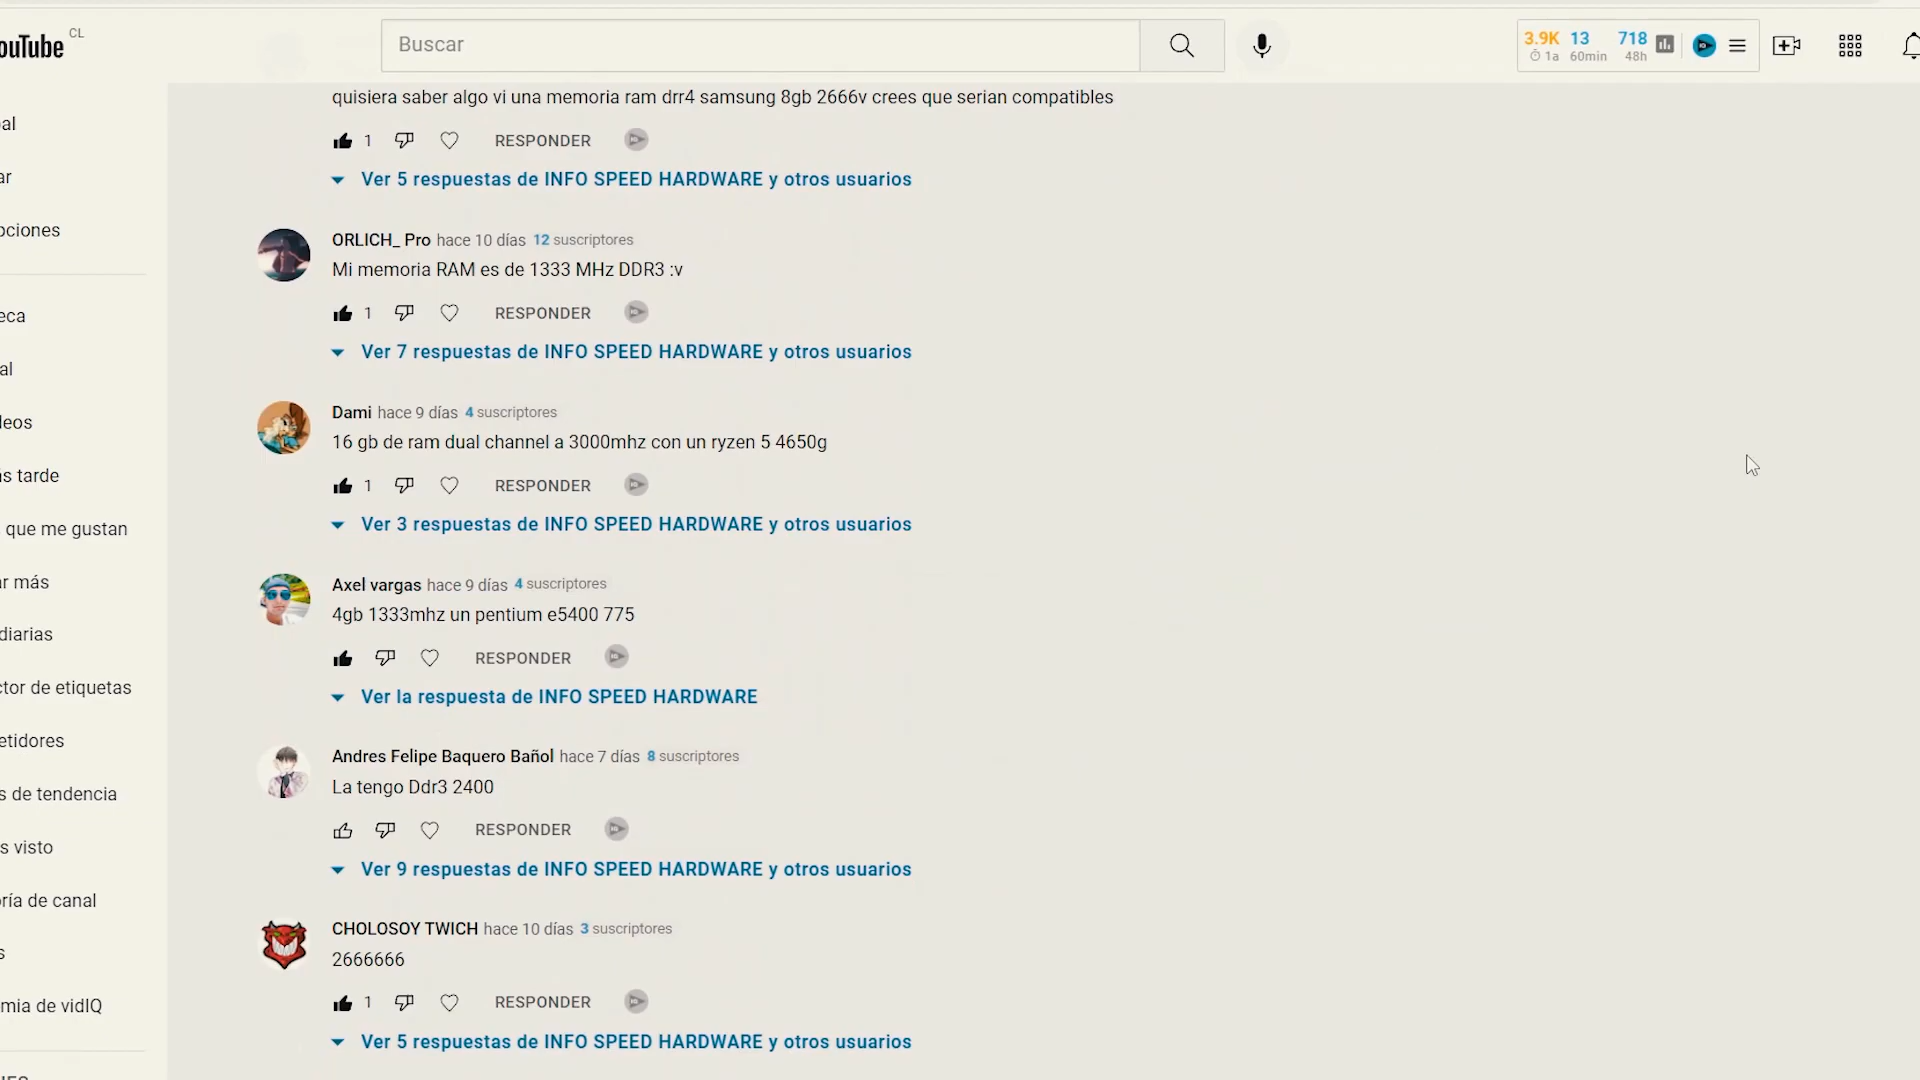 ouTube CL
Buscar
3.9K 13 718
1a 60min 48h
al
ar
pciones
eca
al
deos
ás tarde
que me gustan
ar más
diarias
ctor de etiquetas
etidores
s de tendencia
s visto
ría de canal
s
mia de vidIQ
quisiera saber algo vi una memoria ram drr4 samsung 8gb 2666v crees que serian compatibles
1 RESPONDER
Ver 5 respuestas de INFO SPEED HARDWARE y otros usuarios
ORLICH_ Pro hace 10 días 12 suscriptores
Mi memoria RAM es de 1333 MHz DDR3 :v
1 RESPONDER
Ver 7 respuestas de INFO SPEED HARDWARE y otros usuarios
Dami hace 9 días 4 suscriptores
16 gb de ram dual channel a 3000mhz con un ryzen 5 4650g
1 RESPONDER
Ver 3 respuestas de INFO SPEED HARDWARE y otros usuarios
Axel vargas hace 9 días 4 suscriptores
4gb 1333mhz un pentium e5400 775
RESPONDER
Ver la respuesta de INFO SPEED HARDWARE
Andres Felipe Baquero Bañol hace 7 días 8 suscriptores
La tengo Ddr3 2400
RESPONDER
Ver 9 respuestas de INFO SPEED HARDWARE y otros usuarios
CHOLOSOY TWICH hace 10 días 3 suscriptores
2666666
1 RESPONDER
Ver 5 respuestas de INFO SPEED HARDWARE y otros usuarios